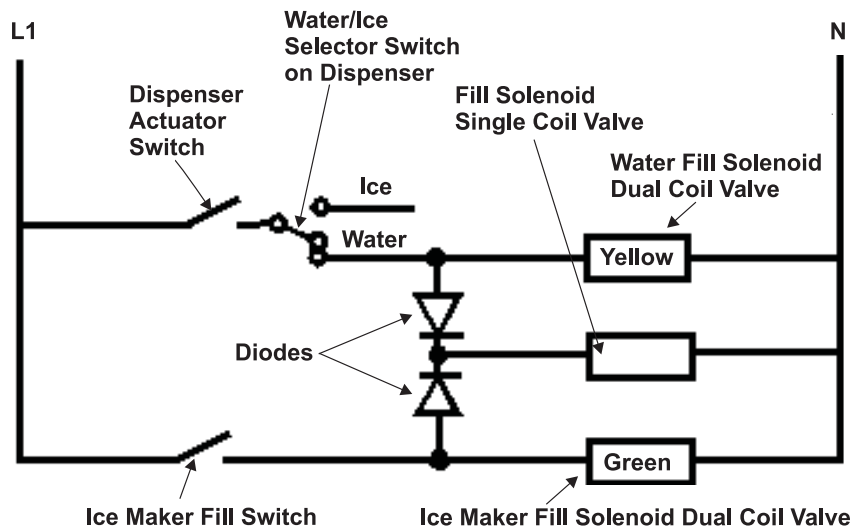 L1
Water/Ice
Selector Switch
on Dispenser
N
Dispenser
Actuator
Switch
Fill Solenoid
Single Coil Valve
Water Fill Solenoid
Dual Coil Valve
Ice
Water
Yellow
Diodes
Green
Ice Maker Fill Switch
Ice Maker Fill Solenoid Dual Coil Valve